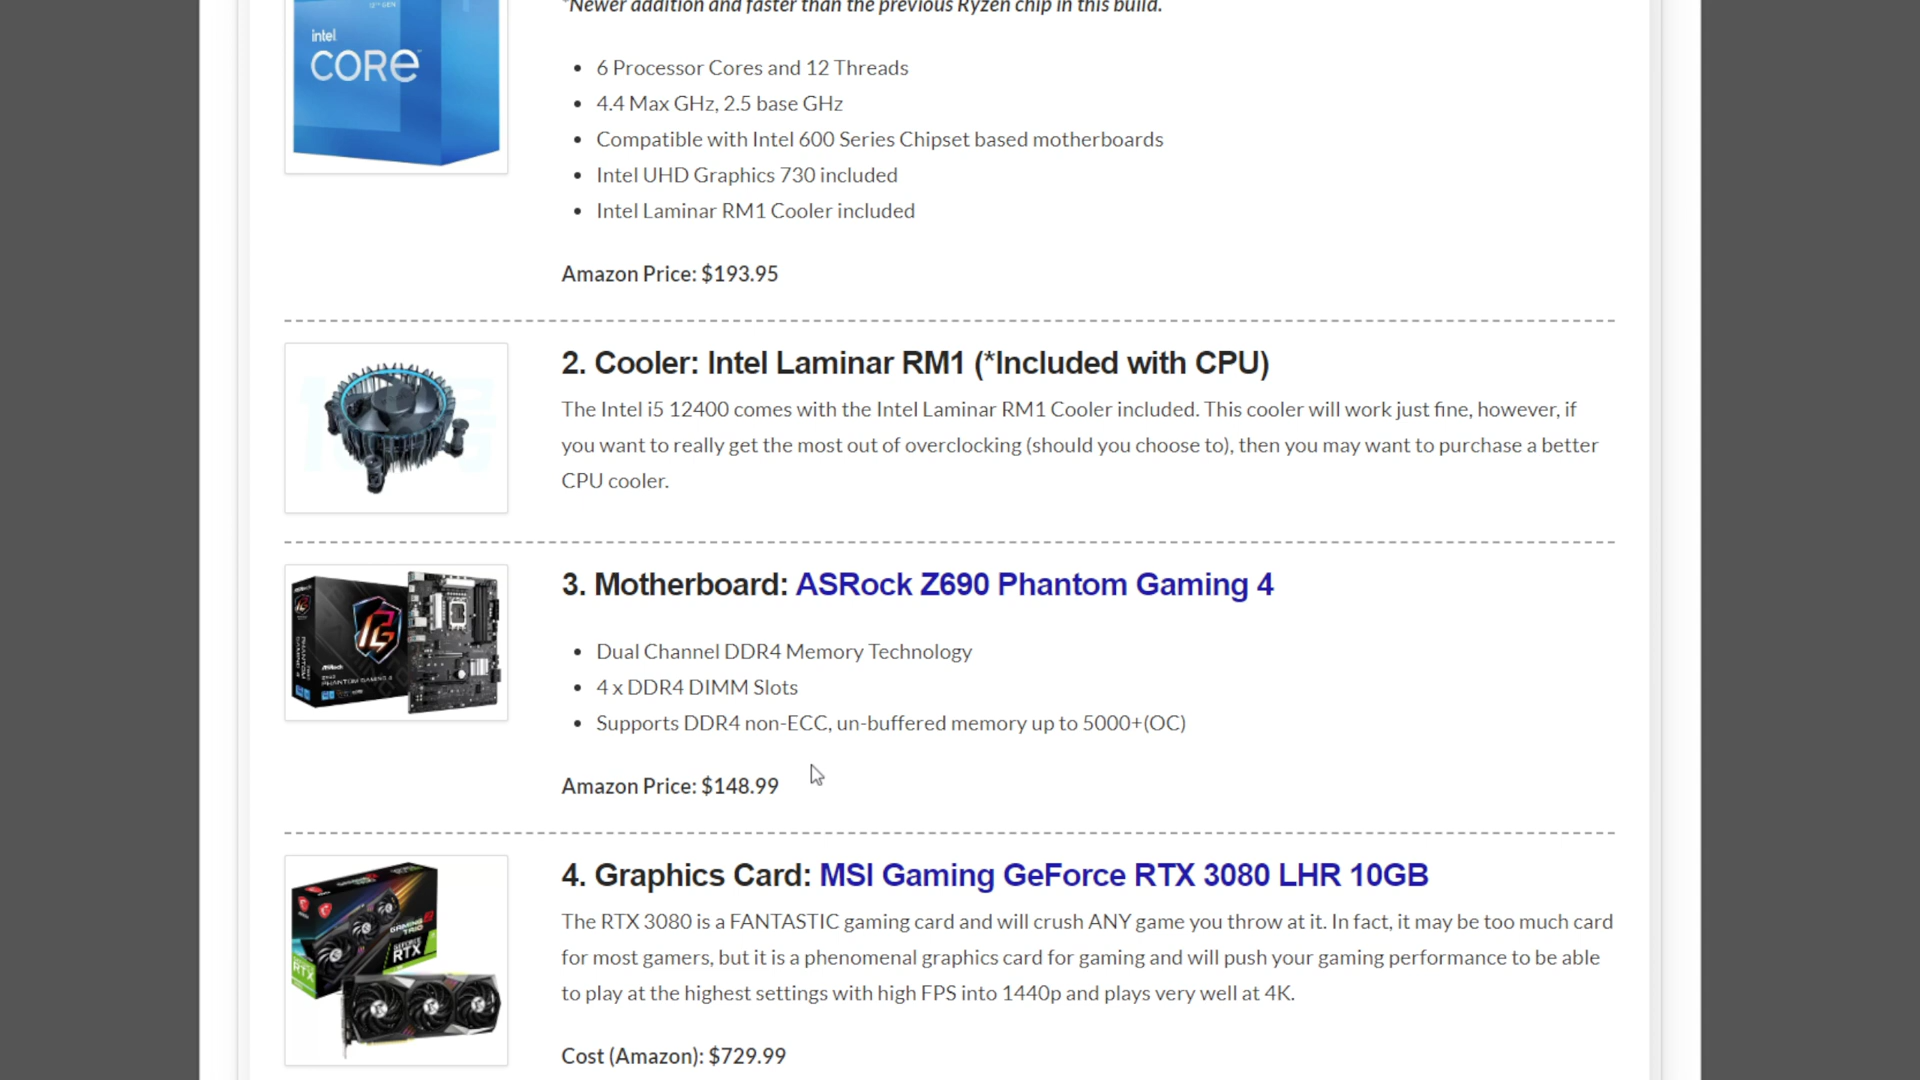 *Newer addition and faster than the previous Ryzen chip in this build.
intel
CORE
6 Processor Cores and 12 Threads
4.4 Max GHz, 2.5 base GHz
Compatible with Intel 600 Series Chipset based motherboards
Intel UHD Graphics 730 included
Intel Laminar RM1 Cooler included
Amazon Price: $193.95
2. Cooler: Intel Laminar RM1 (*Included with CPU)
The Intel i5 12400 comes with the Intel Laminar RM1 Cooler included. This cooler will work just fine, however, if
you want to really get the most out of overclocking (should you choose to), then you may want to purchase a better
CPU cooler.
3. Motherboard: ASRock Z690 Phantom Gaming 4
Dual Channel DDR4 Memory Technology
4 x DDR4 DIMM Slots
Supports DDR4 non-ECC, un-buffered memory up to 5000+(OC)
PHANTOM GAMING 4
Amazon Price: $148.99
4. Graphics Card: MSI Gaming GeForce RTX 3080 LHR 10GB
The RTX 3080 is a FANTASTIC gaming card and will crush ANY game you throw at it. In fact, it may be too much card
for most gamers, but it is a phenomenal graphics card for gaming and will push your gaming performance to be able
to play at the highest settings with high FPS into 1440p and plays very well at 4K.
GAMING
TRIO
GEFORCE
RTX
RTX
Cost (Amazon): $729.99